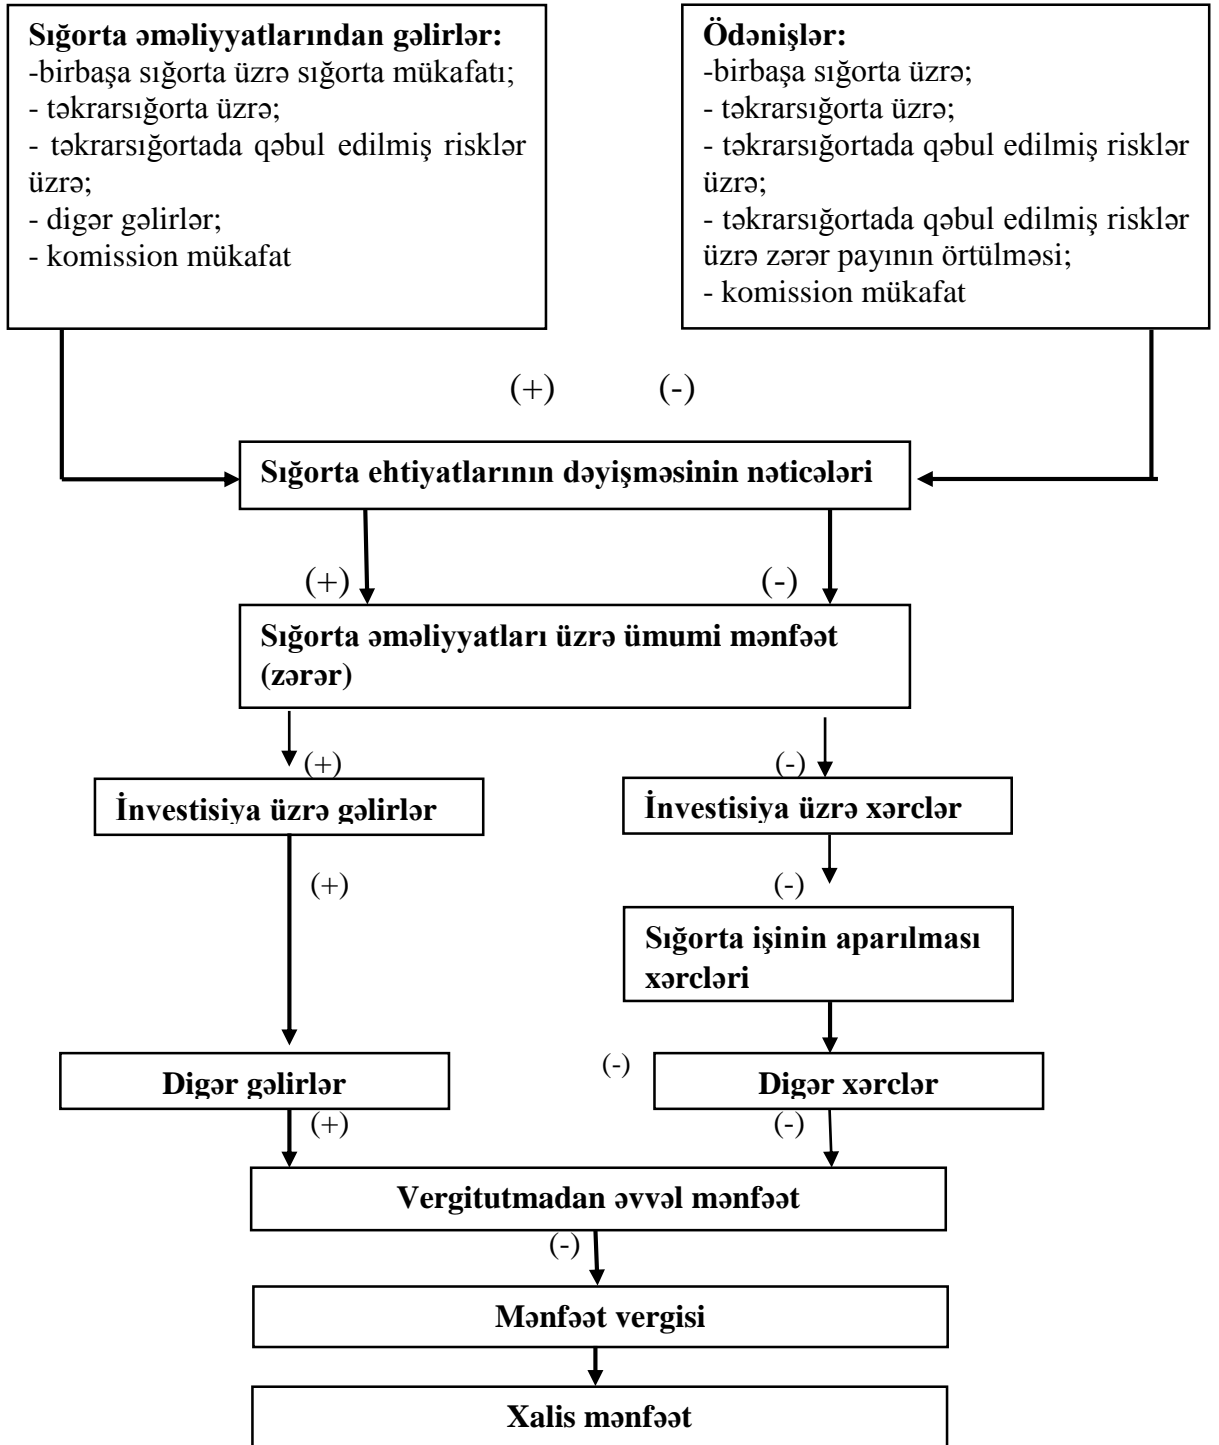 Sığorta əməliyyatlarından gəlirlər:
-birbaşa sığorta üzrə sığorta mükafatı;
- təkrarsığorta üzrə;
- təkrarsığortada qəbul edilmiş risklər
üzrə;
- digər gəlirlər;
- komission mükafat
Ödənişlər:
-birbaşa sığorta üzrə;
- təkrarsığorta üzrə;
- təkrarsığortada qəbul edilmiş risklər
üzrə;
- təkrarsığortada qəbul edilmiş risklər
üzrə zərər payının örtülməsi;
- komission mükafat
(+) (-)
Sığorta ehtiyatlarının dəyişməsinin nəticələri
(+) (-)
Sığorta əməliyyatları üzrə ümumi mənfəət
(zərər)
(+) (-)
İnvestisiya üzrə gəlirlər
İnvestisiya üzrə xərclər
(+) (-)
Sığorta işinin aparılması
xərcləri
Digər gəlirlər
(-)
Digər xərclər
(+) (-)
Vergitutmadan əvvəl mənfəət
(-)
Mənfəət vergisi
Xalis mənfəət